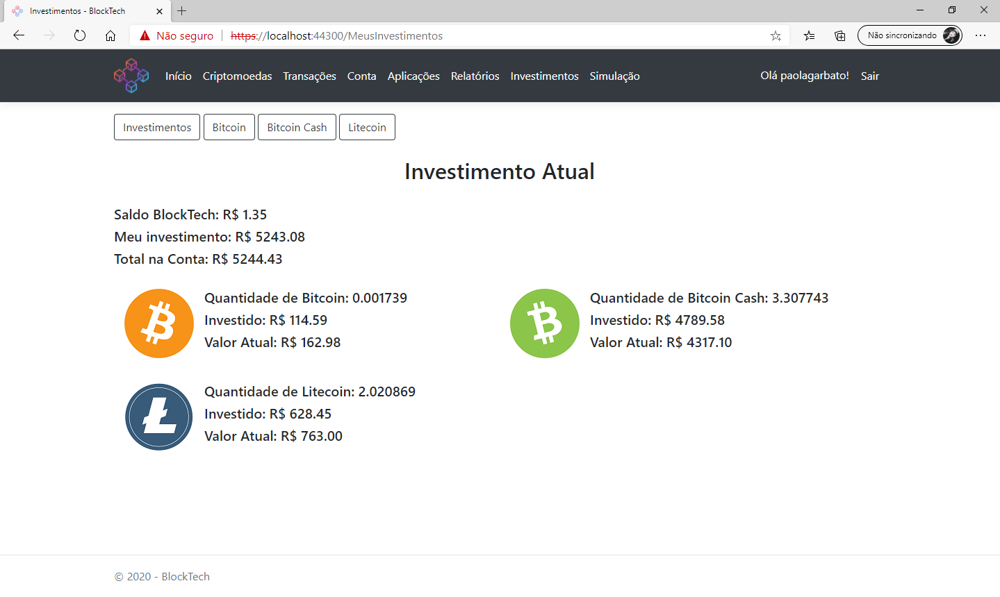 Investimentos - BlockTech
Não seguro https://localhost:44300/MeusInvestimentos Não sincronizando
Início Criptomoedas Transações Conta Aplicações Relatórios Investimentos Simulação Olá paolagarbato! Sair
Investimentos Bitcoin Bitcoin Cash Litecoin
Investimento Atual
Saldo BlockTech: R$ 1.35
Meu investimento: R$ 5243.08
Total na Conta: R$ 5244.43
Quantidade de Bitcoin: 0.001739
Investido: R$ 114.59
Valor Atual: R$ 162.98
Quantidade de Bitcoin Cash: 3.307743
Investido: R$ 4789.58
Valor Atual: R$ 4317.10
Quantidade de Litecoin: 2.020869
Investido: R$ 628.45
Valor Atual: R$ 763.00
© 2020 - BlockTech